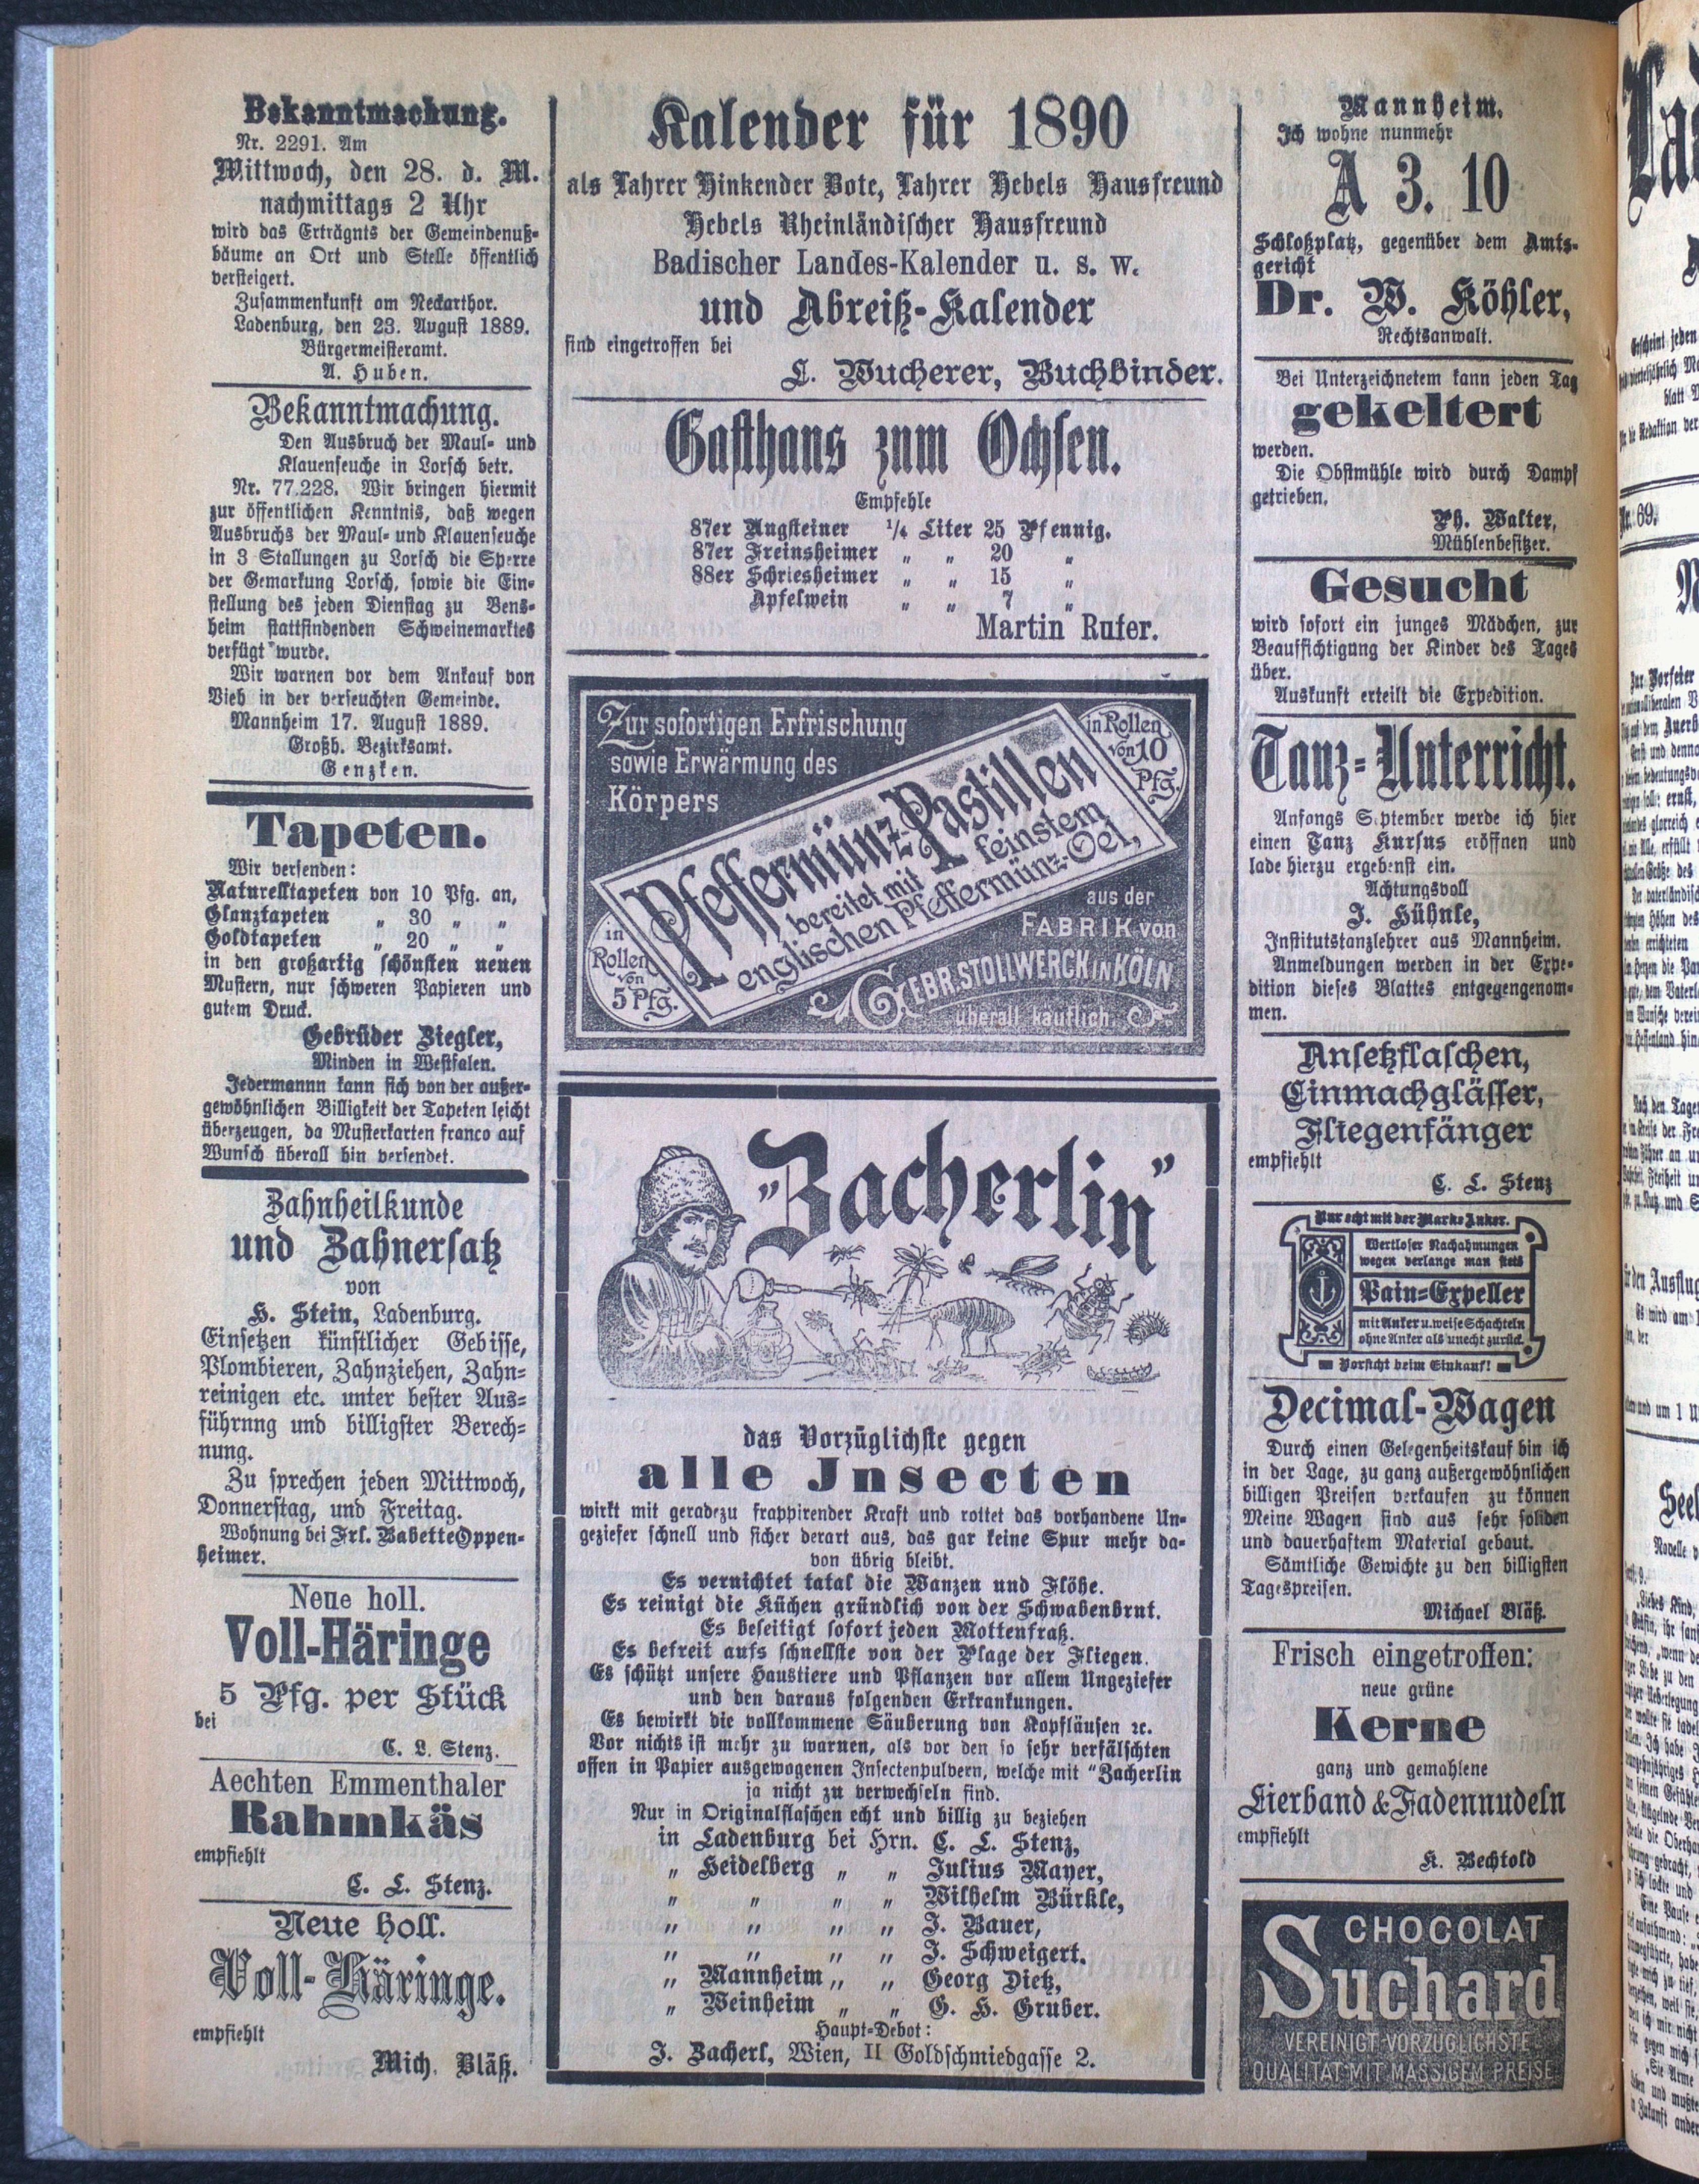 Bekanntmachung.
Nr. 2291. Am
Mittwoch, den 28. d. M.
nachmittags 2 Uhr
wird das Erträgnis der Gemeindenuß-
bäume an Ort und Stelle öffentlich
versteigert.
Zusammenkunft am Neckarthor.
Ladenburg, den 23. August 1889.
Bürgermeisteramt.
A. Huben.
Bekanntmachung.
Den Ausbruch der Maul- und
Klauenseuche in Lorsch betr.
Nr. 77,228. Wir bringen hiermit
zur öffentlichen Kenntnis, daß wegen
Ausbruchs der Maul- und Klauenseuche
in 3 Stallungen zu Lorsch die Sperre
der Gemarkung Lorsch, sowie die Ein-
stellung des jeden Dienstag zu Bens-
heim stattfindenden Schweinemarktes
verfügt wurde.
Wir warnen vor dem Ankauf von
Vieh in der verseuchten Gemeinde.
Mannheim 17. August 1889.
Großh. Bezirksamt.
Genzken.
Tapeten.
Wir versenden:
Naturelltapeten von 10 Pfg. an,
Glanztapeten „ 30 „ „
Goldtapeten „ 20 „ „
in den großartig schönsten neuen
Mustern, nur schweren Papieren und
gutem Druck.
Gebrüder Ziegler,
Minden in Westfalen.
Jedermannn kann sich von der außer-
gewöhnlichen Billigkeit der Tapeten leicht
überzeugen, da Musterkarten franco auf
Wunsch überall hin versendet.
Zahnheilkunde
und Zahnersatz
von
H. Stein, Ladenburg.
Einsetzen künstlicher Gebisse,
Plombieren, Zahnziehen, Zahn-
reinigen etc. unter bester Aus-
führnng und billigster Berech-
nung.
Zu sprechen jeden Mittwoch,
Donnerstag, und Freitag.
Wohnung bei Frl. Babette Oppen-
heimer.
Neue holl.
Voll-Häringe
5 Pfg. per Stück
bei
C. L. Stenz.
Aechten Emmenthaler
Rahmkäs
empfiehlt
C. L. Stenz.
Neue holl.
Voll-Häringe.
empfiehlt
Mich. Bläß.
Kalender für 1890
als Lahrer Hinkender Bote, Lahrer Hebels Hausfreund
Hebels Rheinländischer Hausfreund
Badischer Landes-Kalender u. s. w.
und Abreiß-Kalender
sind eingetroffen bei
L. Wucherer, Buchbinder.
Gasthaus zum Ochsen.
Empfehle
87er Angsteiner 1/4 Liter 25 Pfennig.
87er Freinsheimer „ „ 20 „
88er Schriesheimer „ „ 15 „
Apfelwein „ „ 7 „
Martin Rufer.
Zur sofortigen Erfrischung
sowie Erwärmung des
Körpers
in Rollen
von 10
Pfg.
Pfeffermünz-Pastillen
bereitet mit feinstem
englischen Pfeffermünz-Oel,
in
Rollen
von
5 Pfg.
aus der
FABRIK von
GEBR. STOLLWERCK IN KÖLN
überall käuflich.
„Zacherlin”
das Vorzüglichste gegen
alle Insecten
wirkt mit geradezu frappirender Kraft und rottet das vorhandene Un-
geziefer schnell und sicher derart aus, das gar keine Spur mehr da-
von übrig bleibt.
Es vernichtet tatal die Wanzen und Flöhe.
Es reinigt die Küchen gründlich von der Schwabenbrut.
Es beseitigt sofort jeden Mottenfraß.
Es befreit aufs schnellste von der Plage der Fliegen.
Es schützt unsere Haustiere und Pflanzen vor allem Ungeziefer
und den daraus folgenden Erkrankungen.
Es bewirkt die vollkommene Säuberung von Kopfläusen ꝛc.
Vor nichts ist mehr zu warnen, als vor den so sehr verfälschten
offen in Papier ausgewogenen Insectenpulvern, welche mit “Zacherlin
ja nicht zu verwechseln sind.
Nur in Originalflaschen echt und billig zu beziehen
in Ladenburg bei Hrn. C. L. Stenz,
„ Heidelberg „ „ Julius Mayer,
„ „ „ „ Wilhelm Bürkle,
„ „ „ „ J. Bauer,
„ „ „ „ J. Schweigert.
„ Mannheim „ „ Georg Dietz,
„ Weinheim „ „ G. H. Gruber.
Haupt-Debot:
J. Zacherl, Wien, II Goldschmiedgasse 2.
Mannheim.
Ich wohne nunmehr
A 3. 10
Schloßplatz, gegenüber dem Amts-
gericht
Dr. W. Köhler,
Rechtsanwalt.
Bei Unterzeichnetem kann jeden Tag
gekeltert
werden.
Die Obstmühle wird durch Dampf
getrieben.
Ph. Walter,
Mühlenbesitzer.
Gesucht
wird sofort ein junges Mädchen, zur
Beaufsichtigung der Kinder des Tages
über.
Auskunft erteilt die Expedition.
Tanz-Unterricht.
Anfangs September werde ich hier
einen Tanz Kursus eröffnen und
lade hierzu ergebenst ein.
Achtungsvoll
J. Hühnle,
Institutstanzlehrer aus Mannheim.
Anmeldungen werden in der Expe-
dition dieses Blattes entgegengenom-
men.
Ansetzflaschen,
Einmachgläsfer,
Fliegenfänger
empfiehlt
C. L. Stenz
Nur echt mit der Marke Anker.
Wertloser Nachahmungen
wegen verlange man stets
Pain-Expeller
mit Anker u. weise Schachteln
ohne Anker als unecht zurück.
Vorsicht beim Einkauf!
Decimal-Wagen
Durch einen Gelegenheitskauf bin ich
in der Lage, zu ganz außergewöhnlichen
billigen Preisen verkaufen zu können
Meine Wagen sind aus sehr soliden
und dauerhaftem Material gebaut.
Sämtliche Gewichte zu den billigsten
Tagespreisen.
Michael Bläß.
Frisch eingetroffen:
neue grüne
Kerne
ganz und gemahlene
Eierband & Fadennudeln
empfiehlt
K. Bechtold
CHOCOLAT
Suchard
VEREINIGT VORZÜGLICHSTE
QUALITÄT MIT MÄSSIGEM PREISE